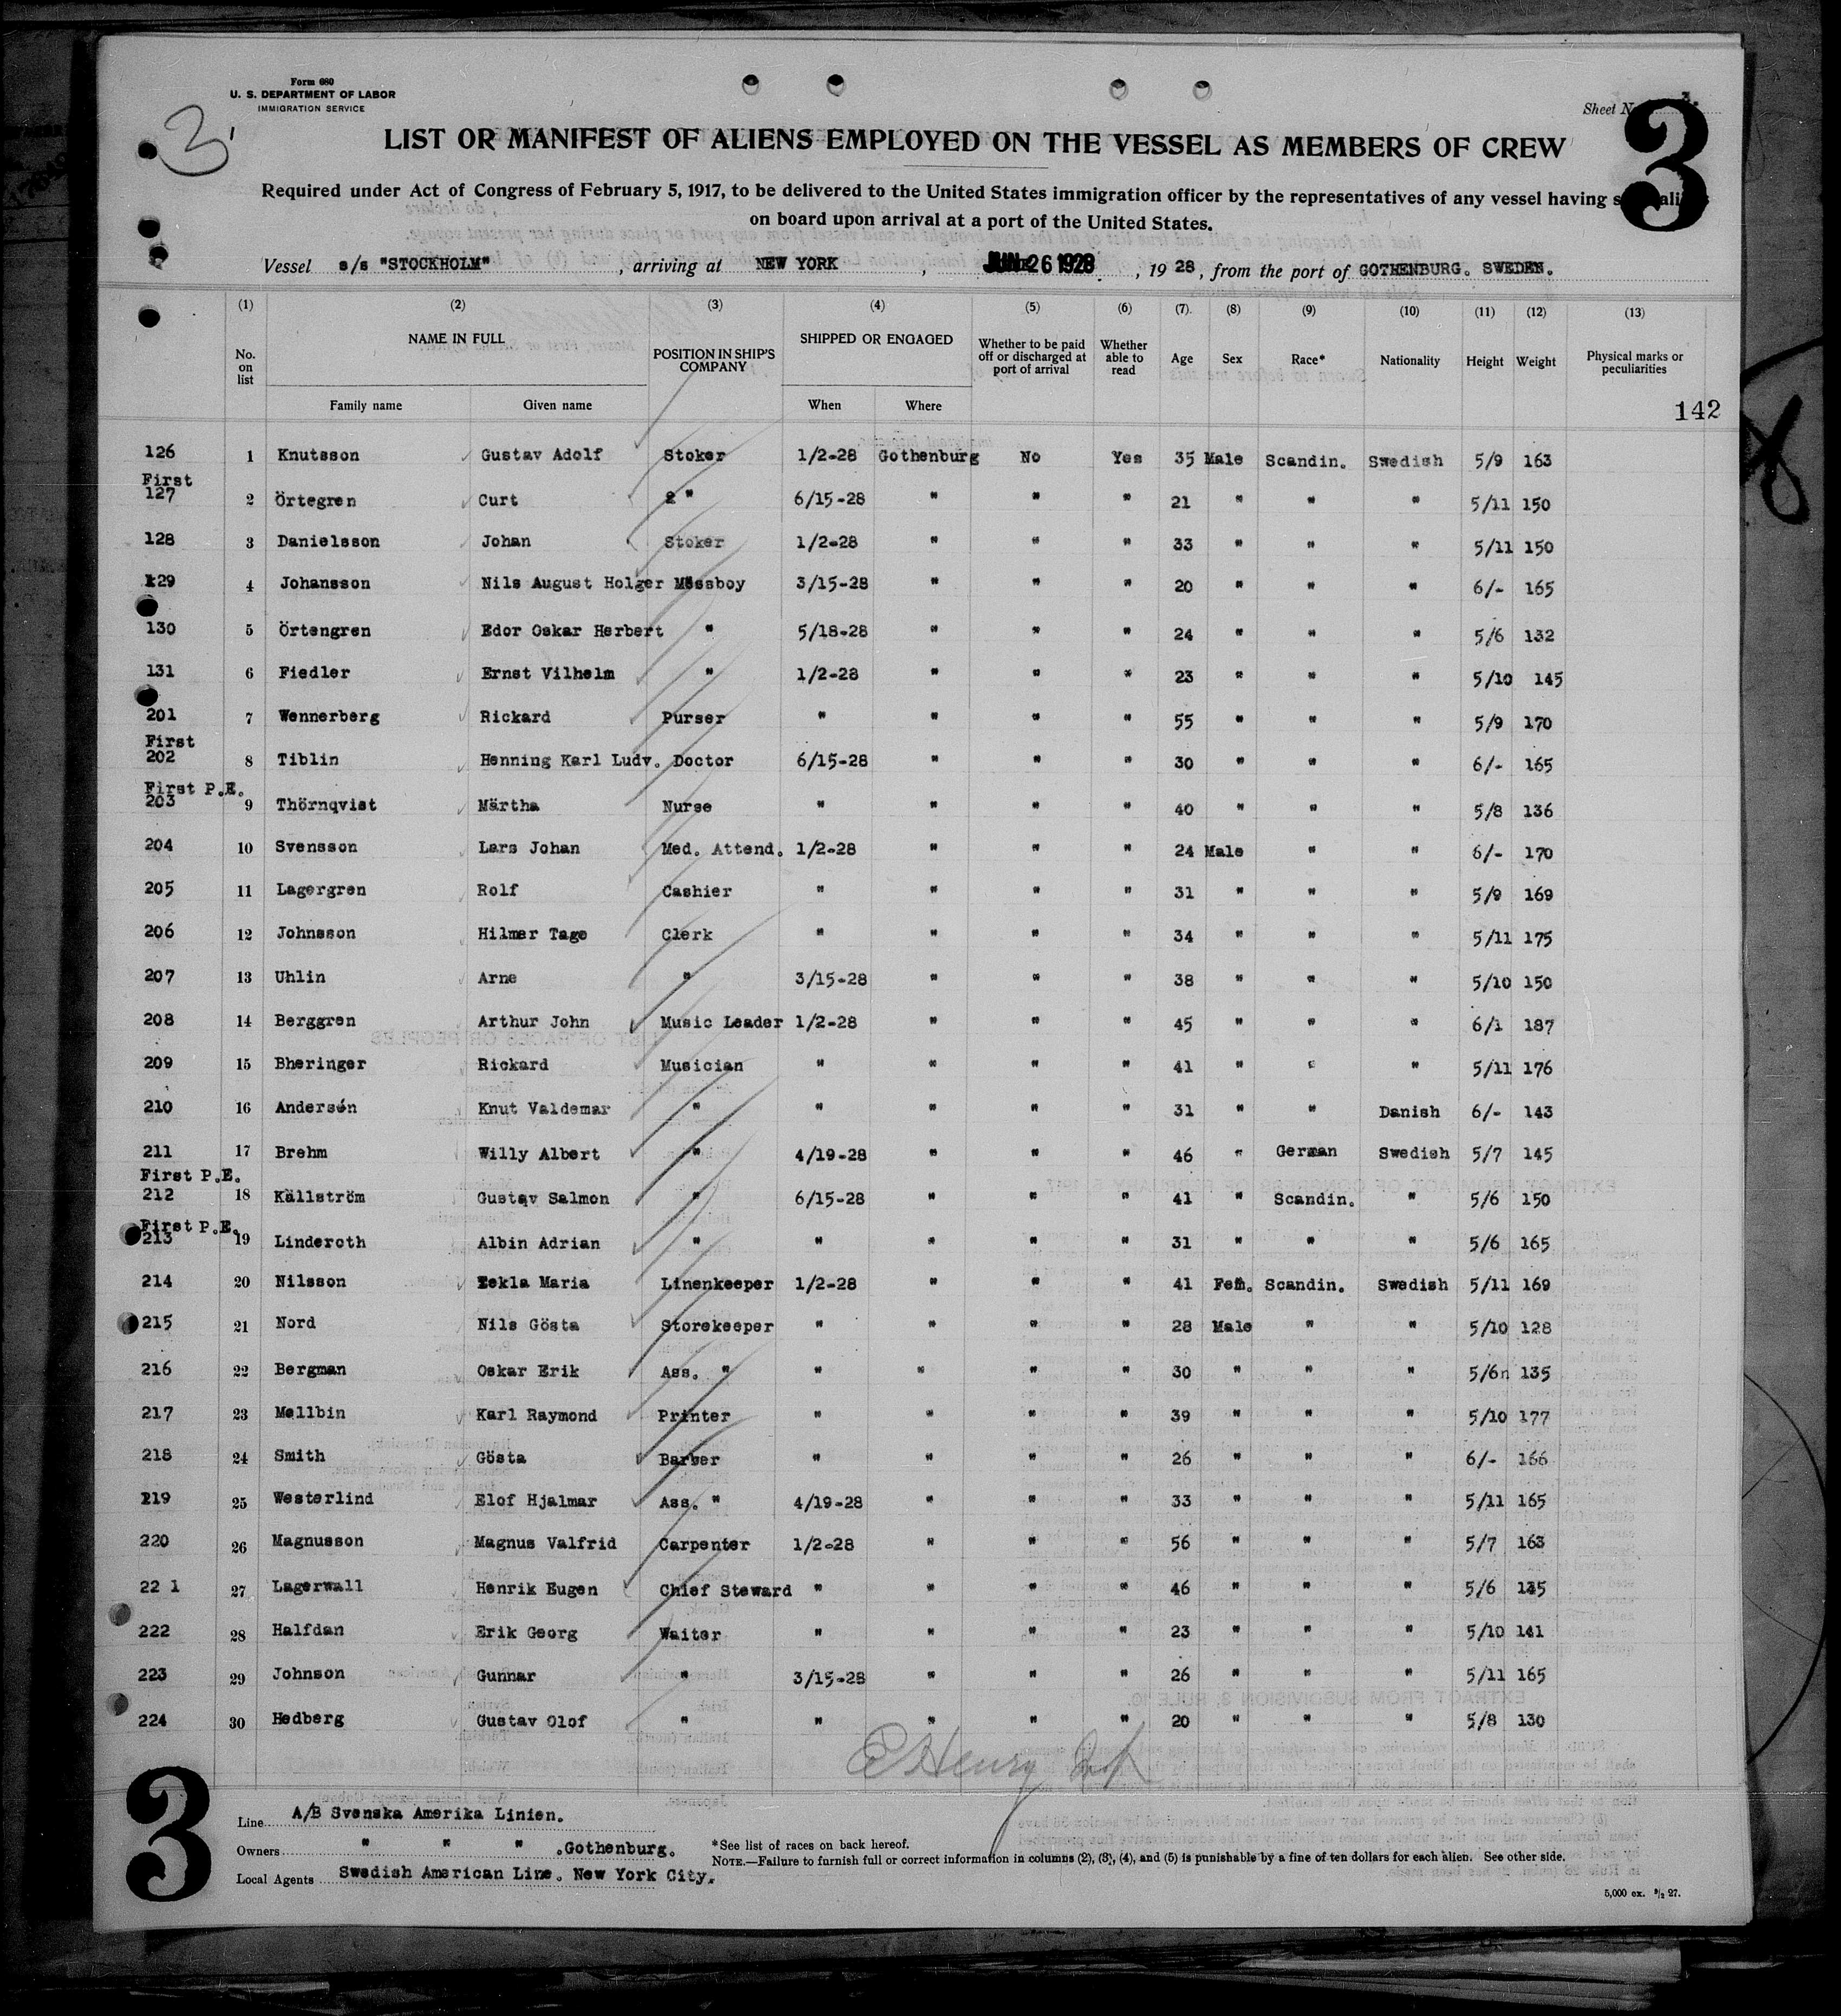 Form 680
U. S. DEPARTMENT OF LABOR
IMMIGRATION SERVICE
3
Sheet No. 3.
3
LIST OR MANIFEST OF ALIENS EMPLOYED ON THE VESSEL AS MEMBERS OF CREW
Required under Act of Congress of February 5, 1917, to be delivered to the United States immigration officer by the representatives of any vessel having
on board upon arrival at a port of the United States.
Vessel s/s "STOCKHOLM" , arriving at NEW YORK , JUN 26 1928 , 19 28, from the port of GOTHENBURG. SWEDEN.
(1) (2) (3) (4) (5) (6) (7) (8) (9) (10) (11) (12) (13)
No. on list NAME IN FULL Family name Given name POSITION IN SHIP'S COMPANY SHIPPED OR ENGAGED When Where Whether to be paid off or discharged at port of arrival Whether able to read Age Sex Race* Nationality Height Weight Physical marks or peculiarities
142
126 1 Knutsson Gustav Adolf Stoker 1/2-28 Gothenburg No Yes 35 Male Scandin. Swedish 5/9 163
First
127 2 Örtegren Curt 2 " 6/15-28 " " " 21 " " " 5/11 150
128 3 Danielsson Johan Stoker 1/2-28 " " " 33 " " " 5/11 150
129 4 Johansson Nils August Holger Messboy 3/15-28 " " " 20 " " " 6/- 165
130 5 Örtengren Edor Oskar Herbert " 5/18-28 " " " 24 " " " 5/6 132
131 6 Fiedler Ernst Vilhelm " 1/2-28 " " " 23 " " " 5/10 145
201 7 Wennerberg Rickard Purser " " " " 55 " " " 5/9 170
First
202 8 Tiblin Henning Karl Ludv. Doctor 6/15-28 " " " 30 " " " 6/- 165
First P.E.
203 9 Thörnqvist Märtha Nurse " " " " 40 " " " 5/8 136
204 10 Svensson Lars Johan Med. Attend. 1/2-28 " " " 24 Male " " 6/- 170
205 11 Lagergren Rolf Cashier " " " " 31 " " " 5/9 169
206 12 Johnsson Hilmer Tage Clerk " " " " 34 " " " 5/11 175
207 13 Uhlin Arne " 3/15-28 " " " 38 " " " 5/10 150
208 14 Berggren Arthur John Music Leader 1/2-28 " " " 45 " " " 6/1 187
209 15 Bheringer Rickard Musician " " " " 41 " " " 5/11 176
210 16 Andersén Knut Valdemar " " " " " 31 " " Danish 6/- 143
211 17 Brehm Willy Albert " 4/19-28 " " " 46 " German Swedish 5/7 145
First P.E.
212 18 Källström Gustav Salmon " 6/15-28 " " " 41 " Scandin. " 5/6 150
First P.E.
213 19 Linderoth Albin Adrian " " " " " 31 " " " 5/6 165
214 20 Nilsson Tekla Maria Linenkeeper 1/2-28 " " " 41 Fem. Scandin. Swedish 5/11 169
215 21 Nord Nils Gösta Storekeeper " " " " 28 Male " " 5/10 128
216 22 Bergman Oskar Erik Ass. " " " " " 30 " " " 5/6 135
217 23 Mellbin Karl Raymond Printer " " " " 39 " " " 5/10 177
218 24 Smith Gösta Barber " " " " 26 " " " 6/- 166
219 25 Westerlind Elof Hjalmar Ass. " 4/19-28 " " " 33 " " " 5/11 165
220 26 Magnusson Magnus Valfrid Carpenter 1/2-28 " " " 56 " " " 5/7 163
22 1 27 Lagerwall Henrik Eugen Chief Steward " " " " 46 " " " 5/6 135
222 28 Halfdan Erik Georg Waiter " " " " 23 " " " 5/10 141
223 29 Johnson Gunnar " 3/15-28 " " " 26 " " " 5/11 165
224 30 Hedberg Gustav Olof " " " " " 20 " " " 5/8 130
E Henry
3
Line A/B Svenska Amerika Linien.
Owners " " " .Gothenburg.
Local Agents Swedish American Line. New York City.
*See list of races on back hereof.
NOTE.—Failure to furnish full or correct information in columns (2), (3), (4), and (5) is punishable by a fine of ten dollars for each alien. See other side.
5,000 ex. 9/2 27.